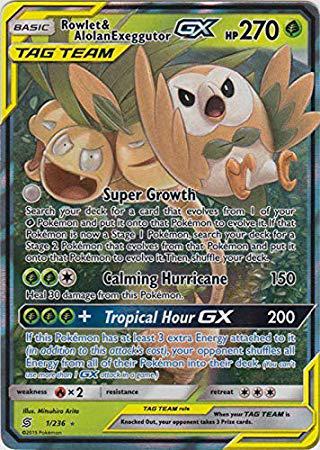 BASIC
Rowlet&
AlolanExeggutor GX HP270
TAG TEAM
Super Growth
Search your deck for a card that evolves from 1 of your
Pokémon and put it onto that Pokémon to evolve it. If that
Pokémon is now a Stage 1 Pokémon, search your deck for a
Stage 2 Pokémon that evolves from that Pokémon and put it
onto that Pokémon to evolve it. Then, shuffle your deck.
Calming Hurricane 150
Heal 30 damage from this Pokémon.
+ Tropical Hour GX 200
If this Pokémon has at least 3 extra Energy attached to it
(in addition to this attack's cost), your opponent shuffles all
Energy from all of their Pokémon into their deck. (You can't
use more than 1 GX attack in a game.)
weakness ×2 resistance retreat
Illus. Mitsuhiro Arita
1/236
©2019 Pokémon
TAG TEAM rule
When your TAG TEAM is
Knocked Out, your opponent takes 3 Prize cards.